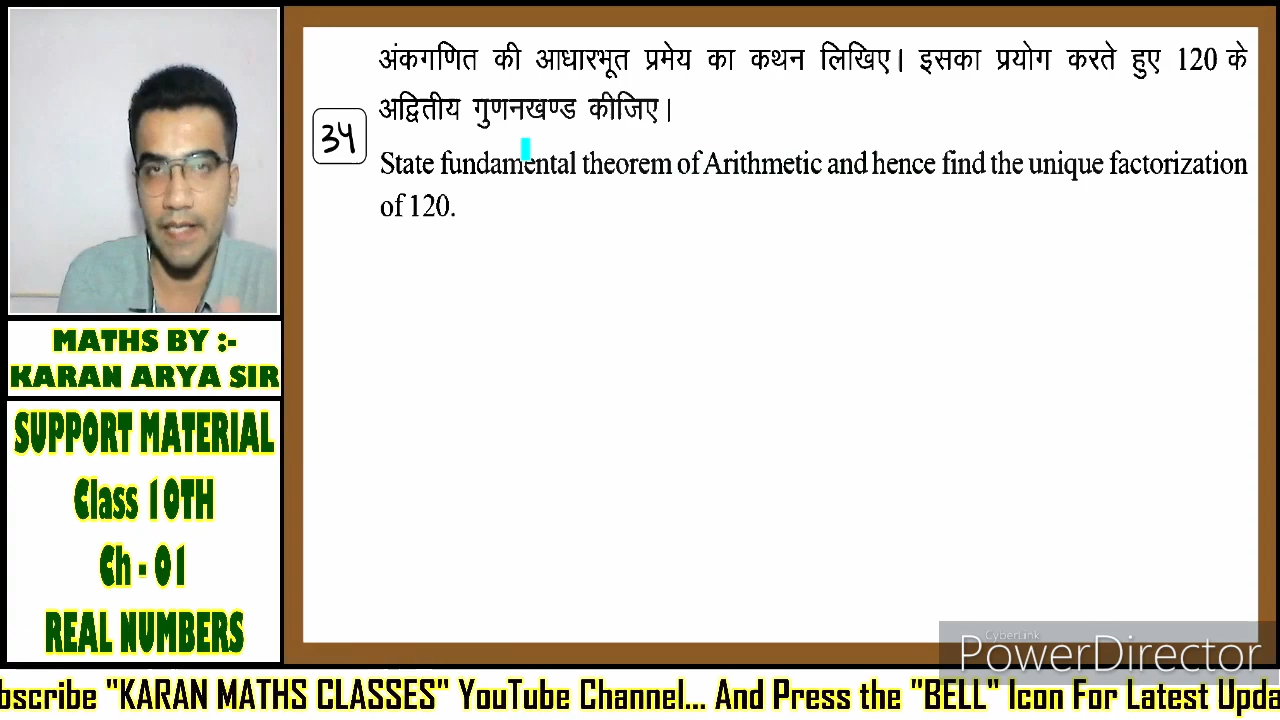 अंकगणित की आधारभूत प्रमेय का कथन लिखिए। इसका प्रयोग करते हुए 120 के
अद्वितीय गुणनखण्ड कीजिए।
34
State fundamental theorem of Arithmetic and hence find the unique factorization
of 120.
MATHS BY :-
KARAN ARYA SIR
SUPPORT MATERIAL
Class 10TH
Ch - 01
REAL NUMBERS
CyberLink
PowerDirector
bscribe "KARAN MATHS CLASSES" YouTube Channel... And Press the "BELL" Icon For Latest Upda